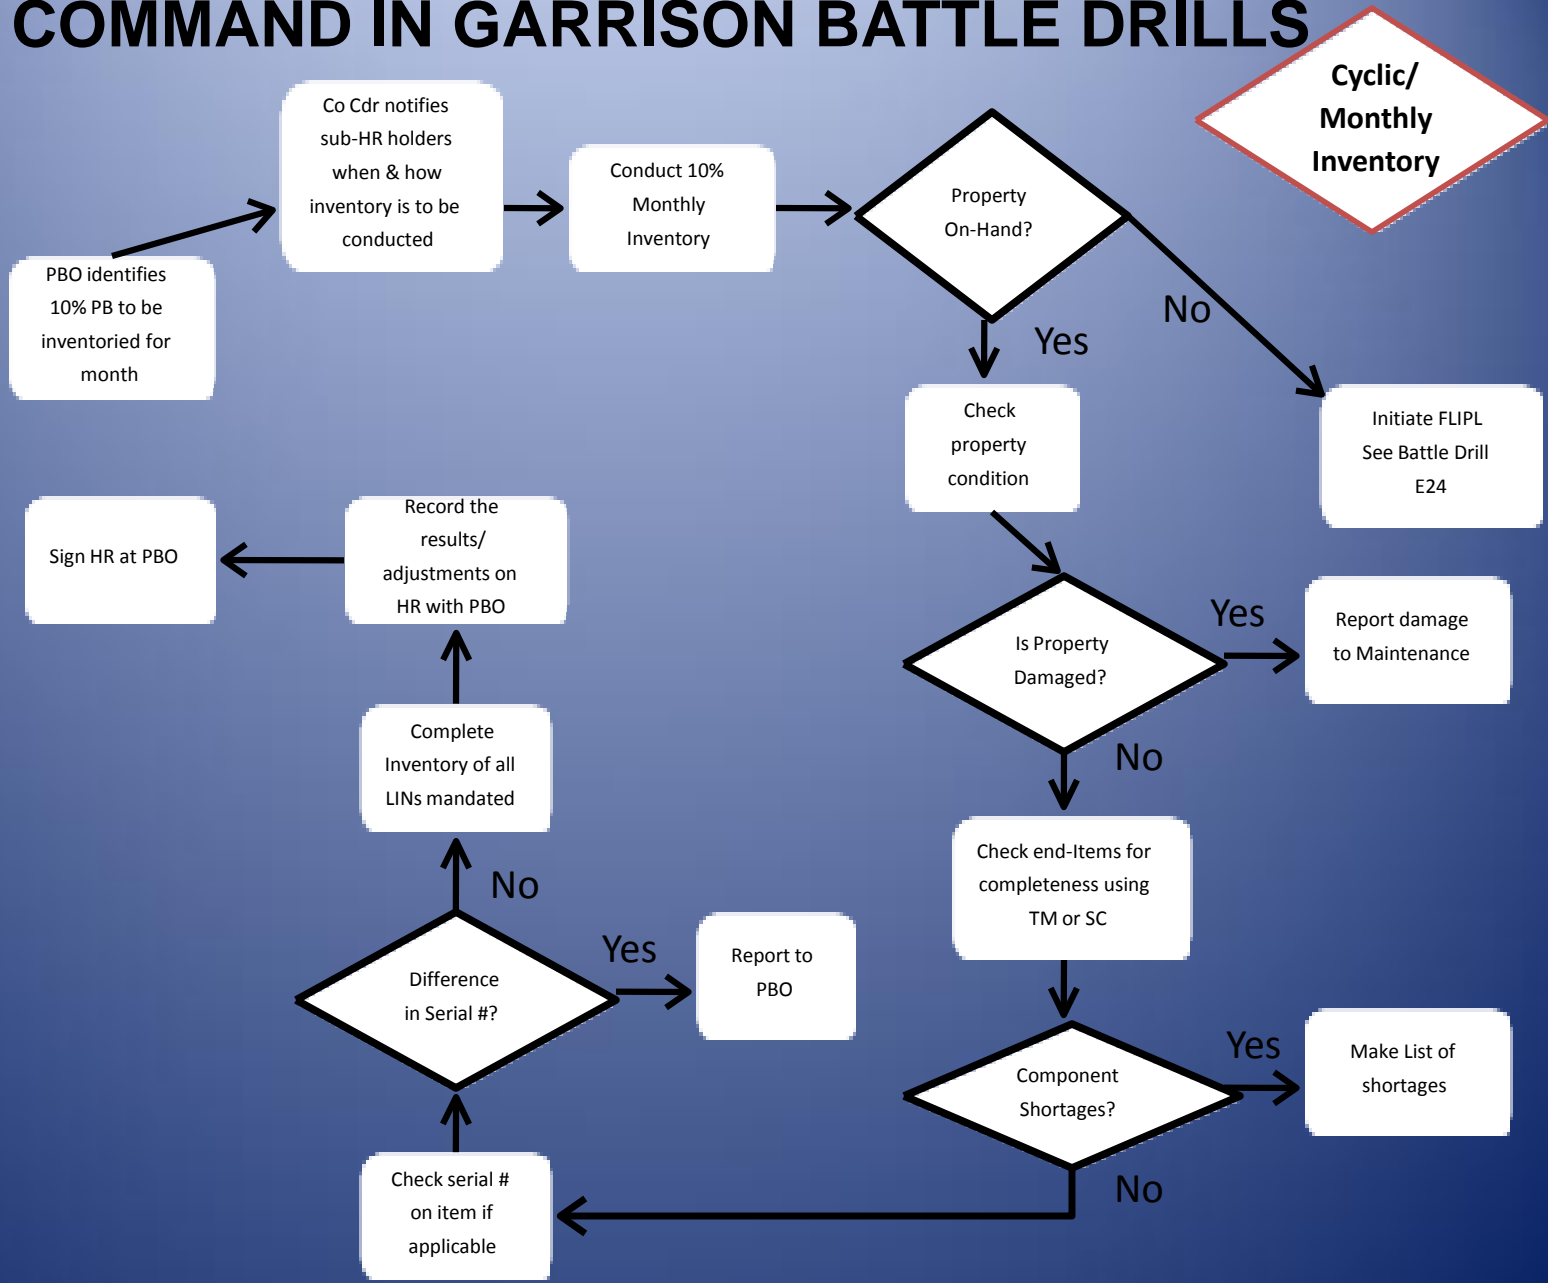 COMMAND IN GARRISON BATTLE DRILLS
Cyclic/
Monthly
Inventory
PBO identifies
10% PB to be
inventoried for
month
Co Cdr notifies
sub-HR holders
when & how
inventory is to be
conducted
Conduct 10%
Monthly
Inventory
Property
On-Hand?
No
Yes
Initiate FLIPL
See Battle Drill
E24
Check
property
condition
Is Property
Damaged?
Yes
Report damage
to Maintenance
No
Check end-Items for
completeness using
TM or SC
Component
Shortages?
Yes
Make List of
shortages
No
Check serial #
on item if
applicable
Difference
in Serial #?
Yes
Report to
PBO
No
Complete
Inventory of all
LINs mandated
Record the
results/
adjustments on
HR with PBO
Sign HR at PBO